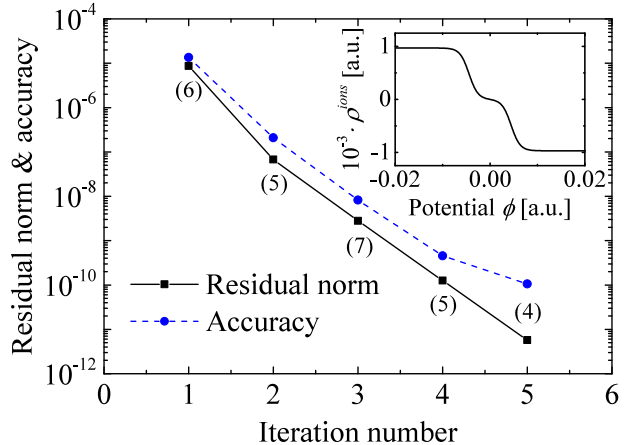 Residual norm & accuracy
10⁻⁴
10⁻⁶
10⁻⁸
10⁻¹⁰
10⁻¹²
(6)
(5)
(7)
(5)
(4)
Residual norm
Accuracy
0 1 2 3 4 5 6
Iteration number
10⁻³ · ρⁱᵒⁿˢ [a.u.]
1
0
-1
-0.02 0.00 0.02
Potential ϕ [a.u.]